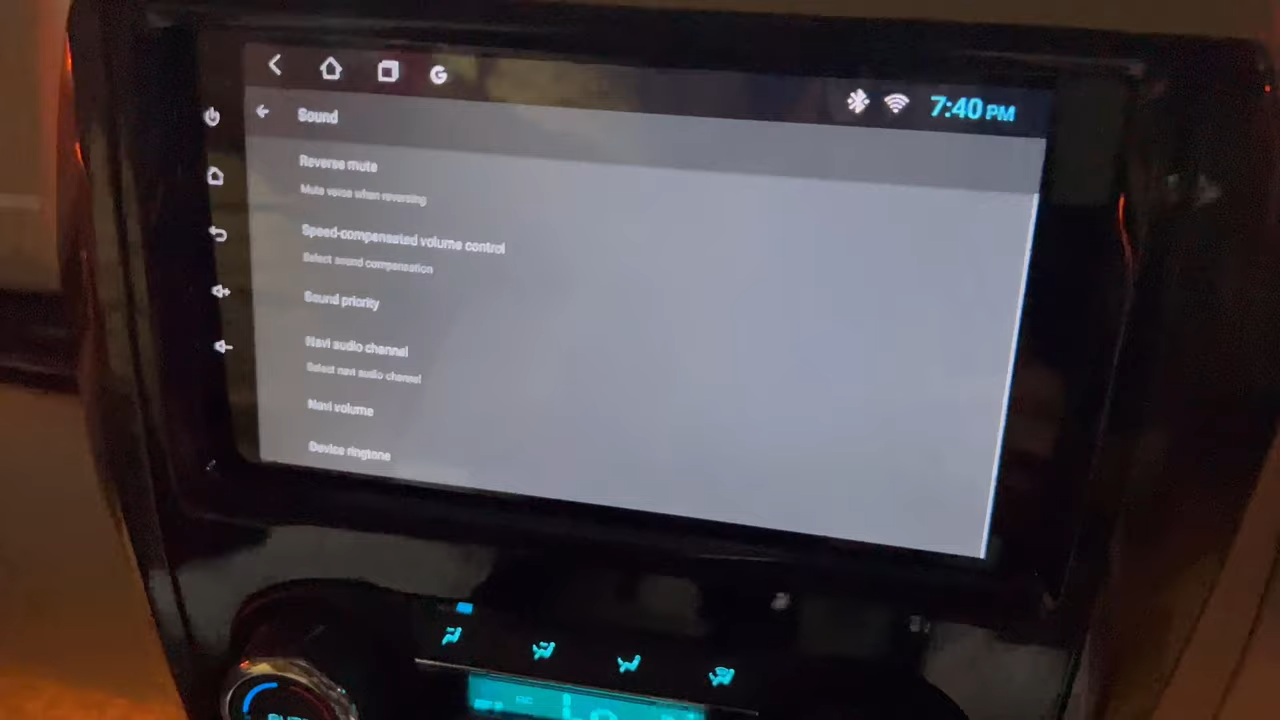 7:40 PM
Sound
Reverse mute
Mute voice when reversing
Speed-compensated volume control
Select sound compensation
Sound priority
Navi audio channel
Select navi audio channel
Navi volume
Device ringtone